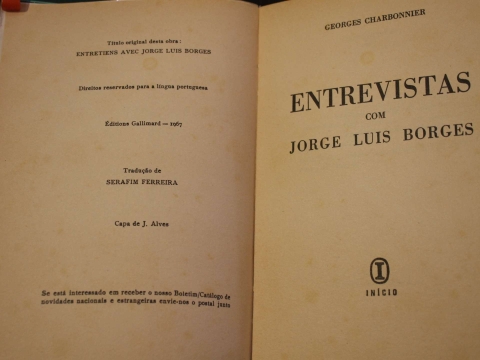 Título original desta obra:
ENTRETIENS AVEC JORGE LUIS BORGES
Direitos reservados para a língua portuguesa
Éditions Gallimard — 1967
Tradução de
SERAFIM FERREIRA
Capa de J. Alves
Se está interessado em receber o nosso Boletim/Catálogo de
novidades nacionais e estrangeiras envie-nos o postal junto
GEORGES CHARBONNIER
ENTREVISTAS
COM
JORGE LUIS BORGES
I
INÍCIO